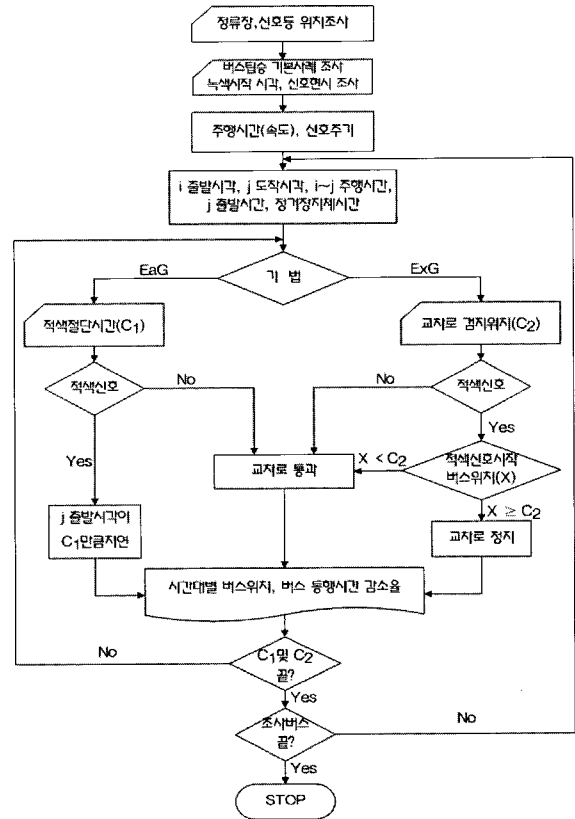 정류장,신호등 위치조사
버스탑승 기본사례 조사
녹색시작 시각, 신호현시 조사
주행시간(속도), 신호주기
i 출발시각, j 도착시각, i~j 주행시간,
j 출발시간, 정거장지체시간
기 법
EaG
ExG
적색절단시간(C1)
교차로 검지위치(C2)
적색신호
No
No
적색신호
Yes
Yes
교차로 통과
X < C2
적색신호시작
버스위치(X)
j 출발시각이
C1만큼지연
X ≥ C2
교차로 정지
시간대별 버스위치, 버스 통행시간 감소율
No
C1및 C2
끝?
Yes
조사버스
끝?
No
Yes
STOP